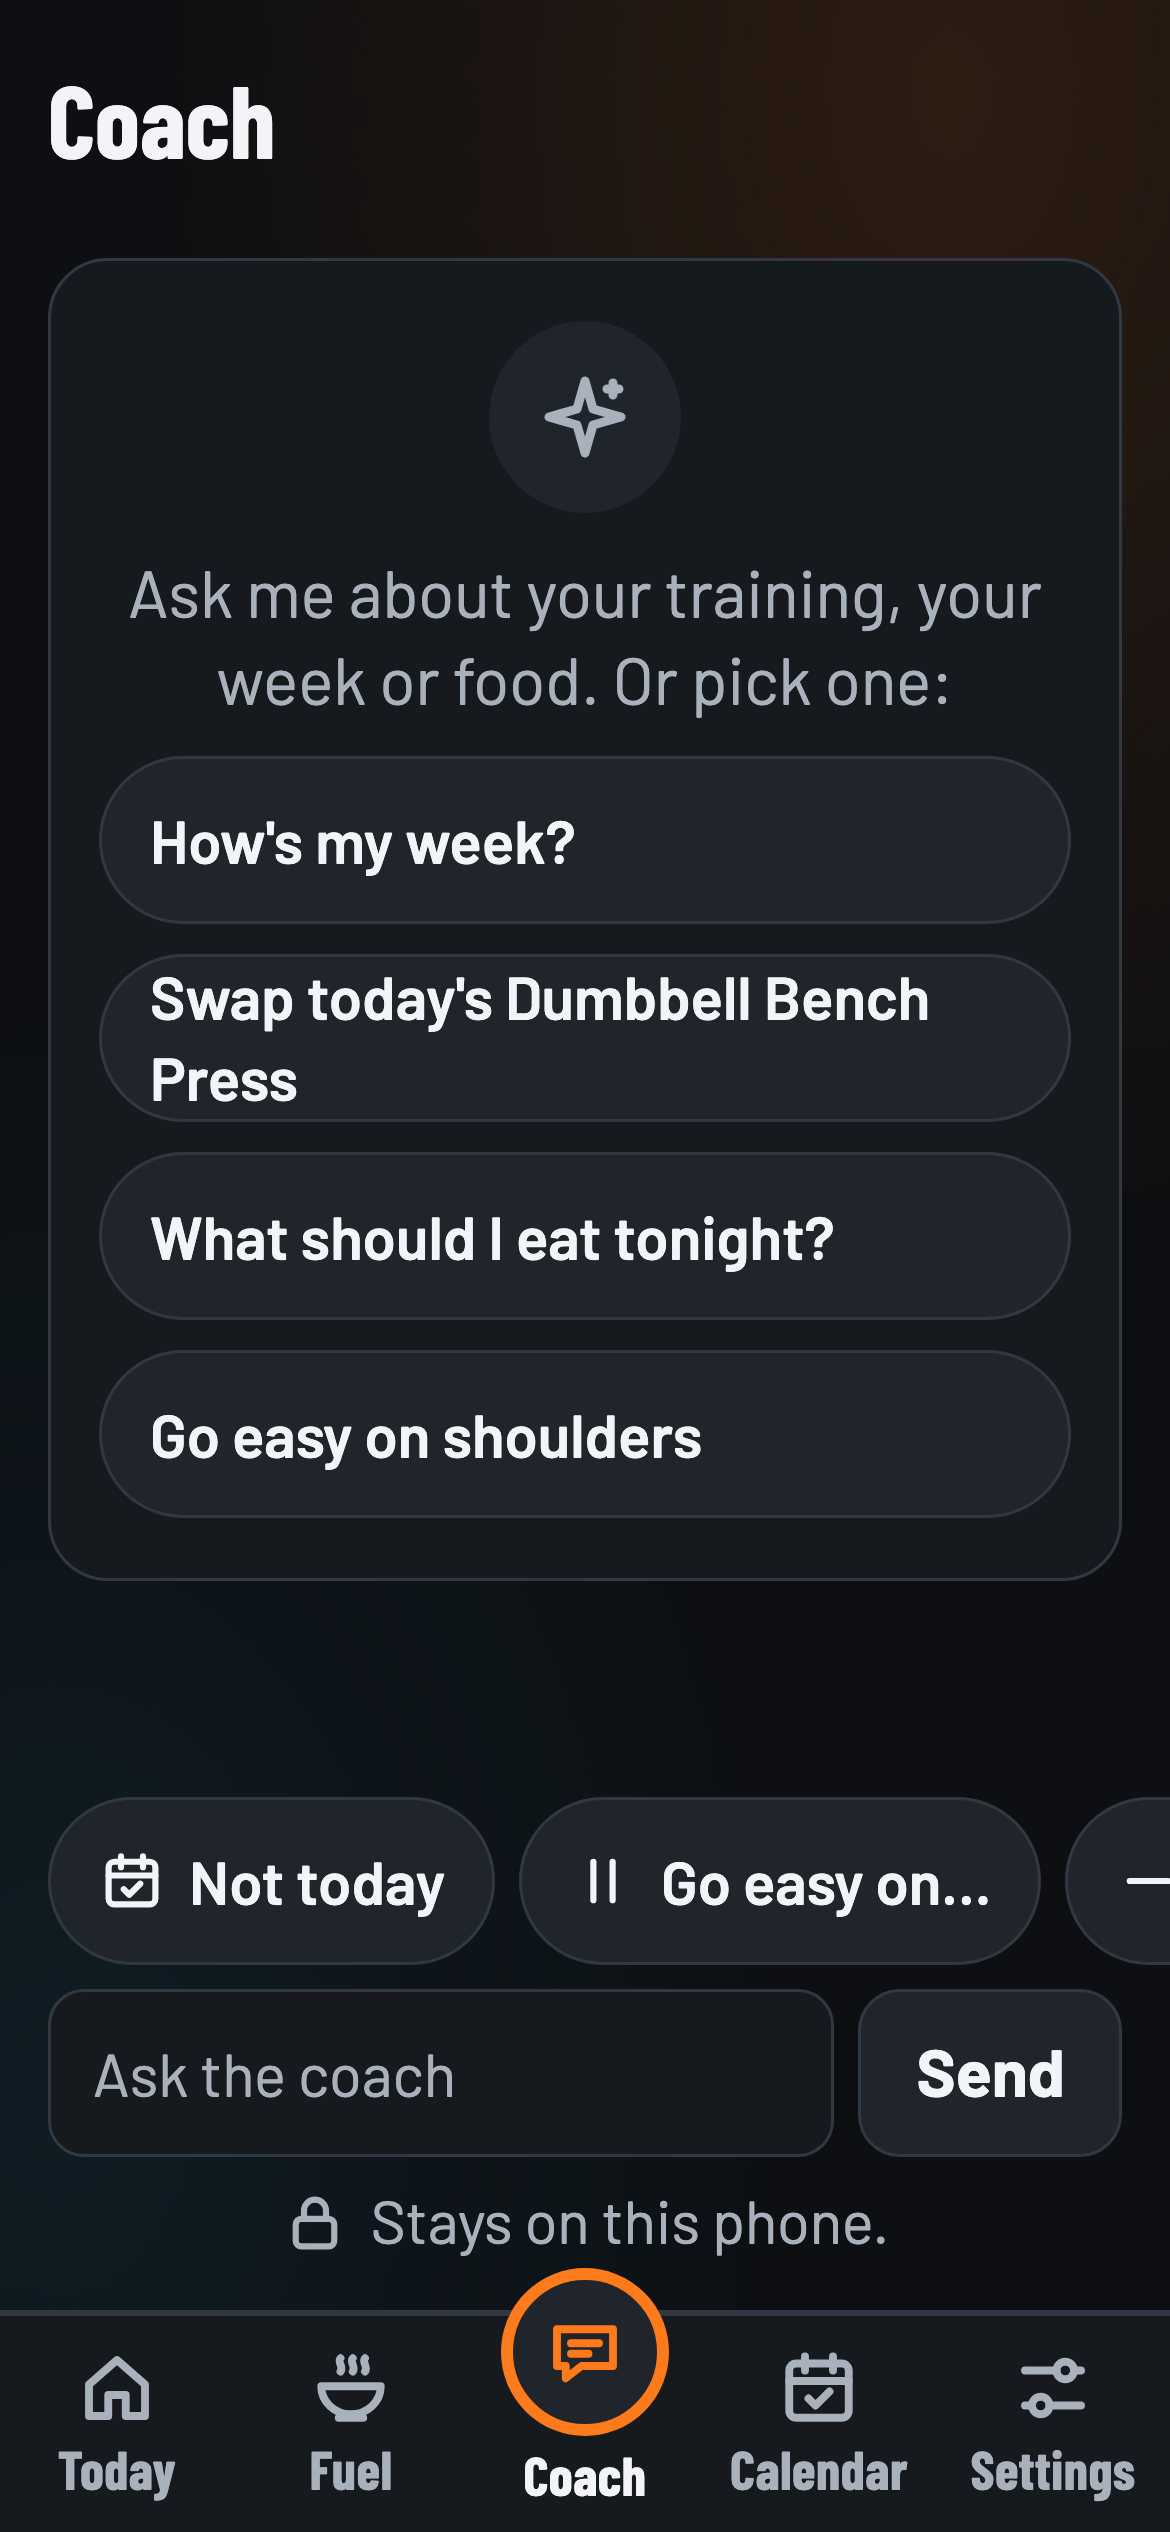 Coach
Ask me about your training, your
week or food. Or pick one:
How's my week?
Swap today's Dumbbell Bench
Press
What should I eat tonight?
Go easy on shoulders
Not today
Go easy on...
Ask the coach
Send
Stays on this phone.
Today
Fuel
Coach
Calendar
Settings